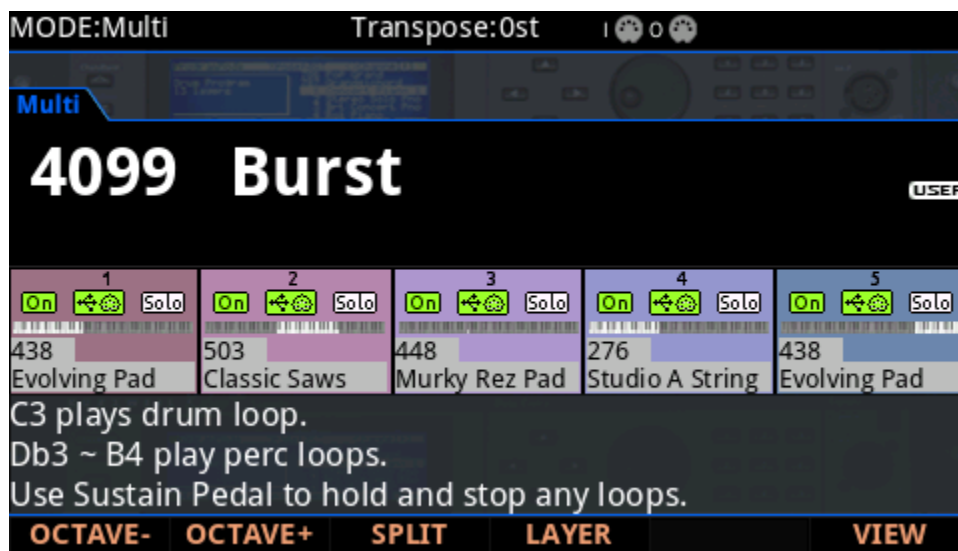 MODE:Multi Transpose:0st I O
Multi
4099 Burst
USER
1 2 3 4 5
On Solo On Solo On Solo On Solo On Solo
438 503 448 276 438
Evolving Pad Classic Saws Murky Rez Pad Studio A String Evolving Pad
C3 plays drum loop.
Db3 ~ B4 play perc loops.
Use Sustain Pedal to hold and stop any loops.
OCTAVE- OCTAVE+ SPLIT LAYER VIEW